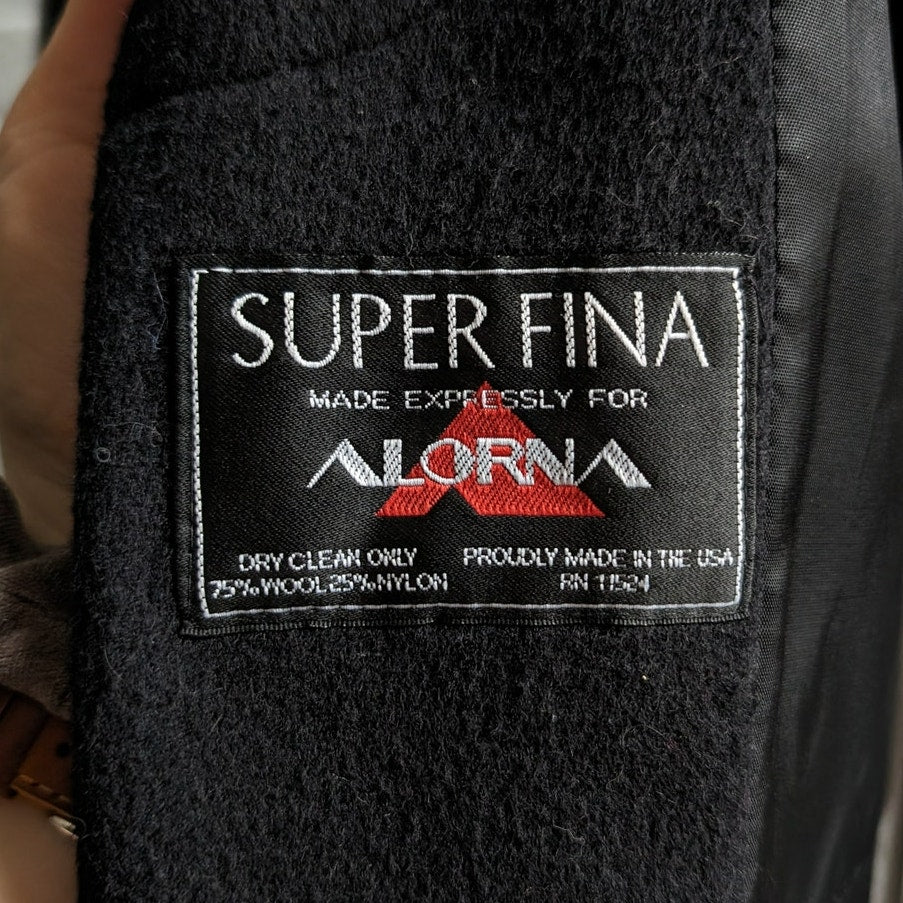 SUPER FINA
MADE EXPRESSLY FOR
ALORNA
DRY CLEAN ONLY PROUDLY MADE IN THE USA
75% WOOL 25% NYLON RN 11524